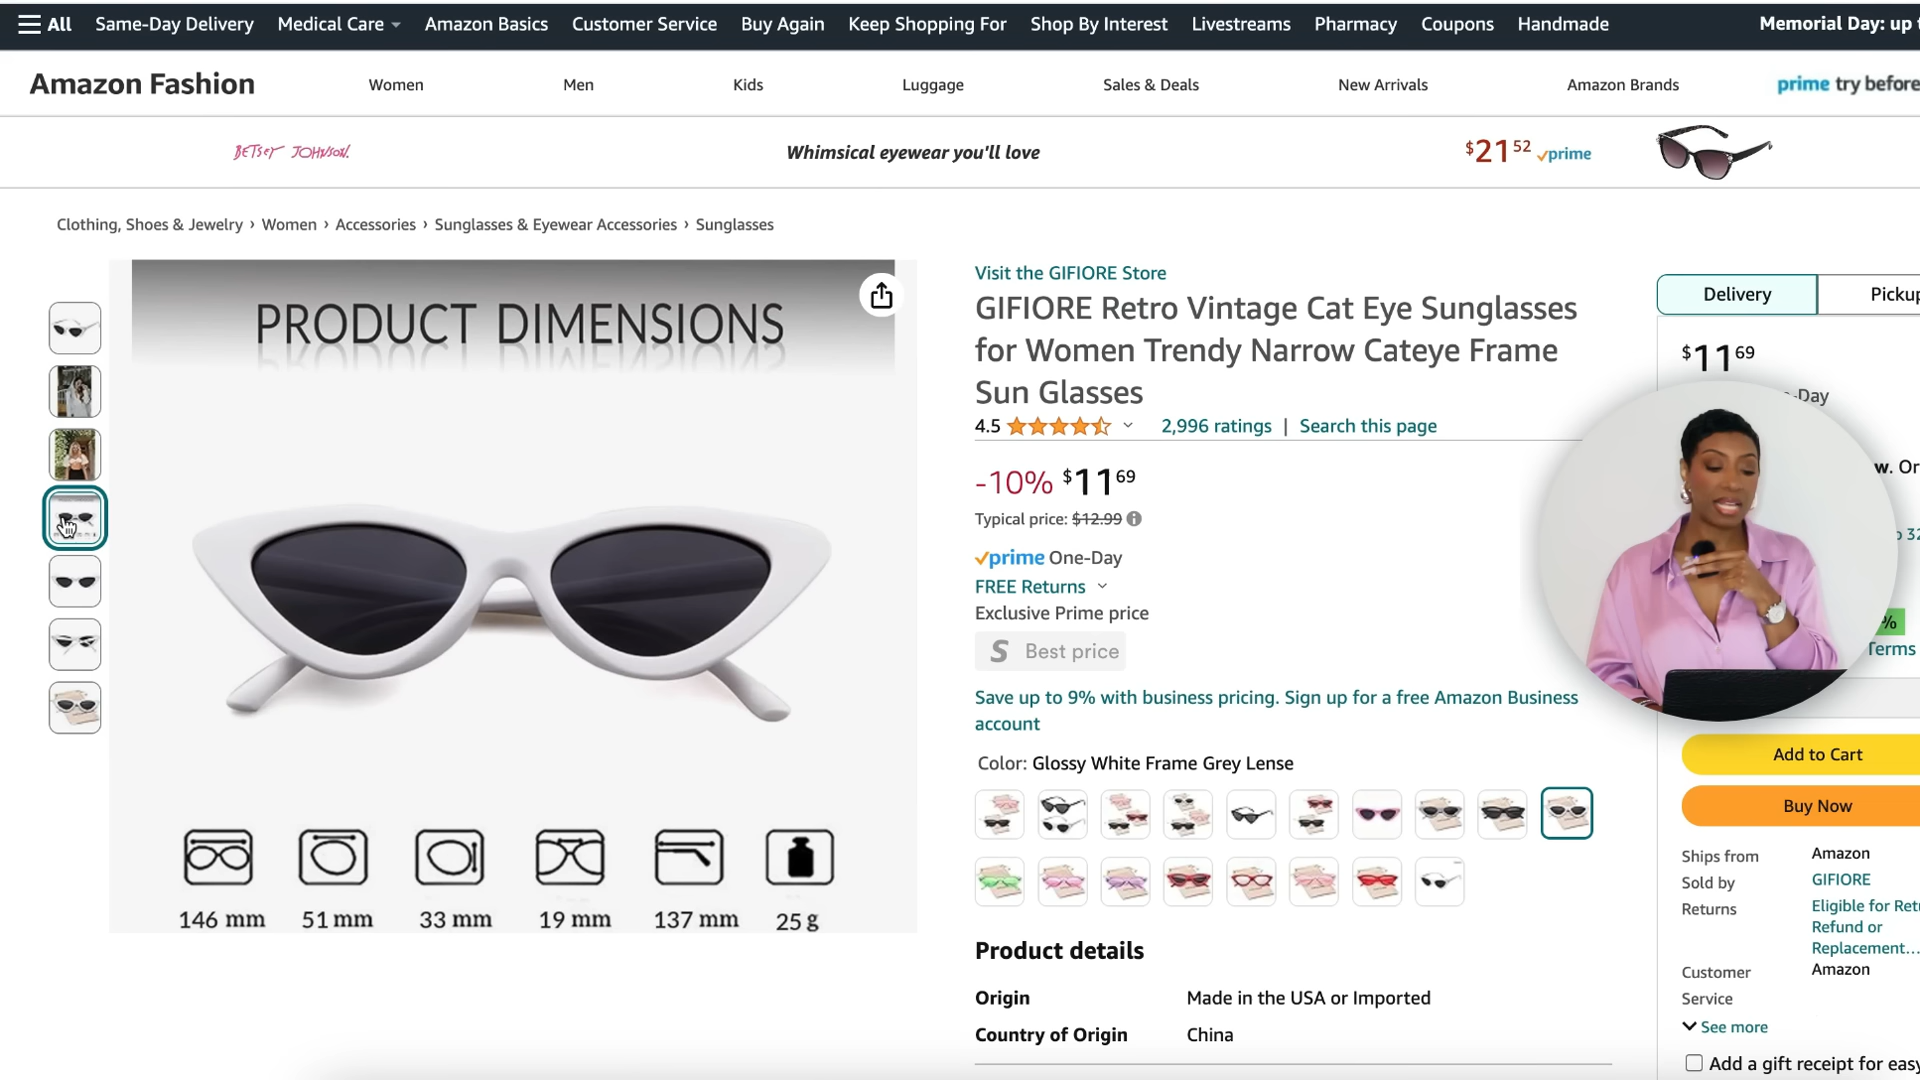 All Same-Day Delivery Medical Care Amazon Basics Customer Service Buy Again Keep Shopping For Shop By Interest Livestreams Pharmacy Coupons Handmade Memorial Day: up
Amazon Fashion Women Men Kids Luggage Sales & Deals New Arrivals Amazon Brands prime try before
BETSEY JOHNSON. Whimsical eyewear you'll love $21 52 prime
Clothing, Shoes & Jewelry › Women › Accessories › Sunglasses & Eyewear Accessories › Sunglasses
PRODUCT DIMENSIONS
146 mm 51 mm 33 mm 19 mm 137 mm 25 g
Visit the GIFIORE Store
GIFIORE Retro Vintage Cat Eye Sunglasses
for Women Trendy Narrow Cateye Frame
Sun Glasses
4.5 2,996 ratings | Search this page
-10% $11 69
Typical price: $12.99
prime One-Day
FREE Returns
Exclusive Prime price
S Best price
Save up to 9% with business pricing. Sign up for a free Amazon Business
account
Color: Glossy White Frame Grey Lense
Product details
Origin Made in the USA or Imported
Country of Origin China
Delivery Pickup
$11 69
-Day
w. Or
%
Terms
Add to Cart
Buy Now
Ships from Amazon
Sold by GIFIORE
Returns Eligible for Ret
Refund or
Replacement...
Customer Amazon
Service
See more
Add a gift receipt for easy